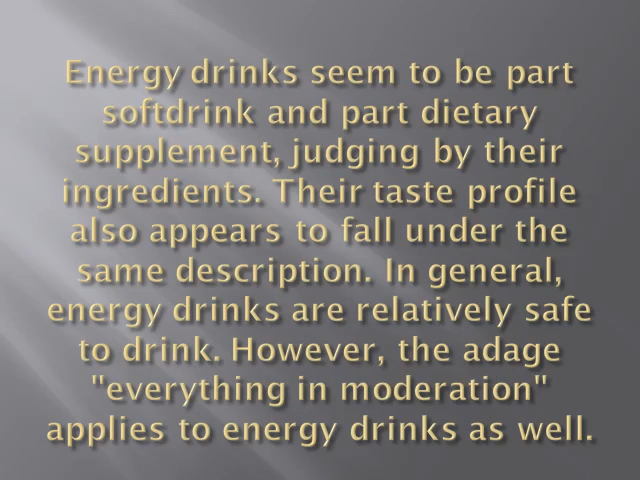 Energy drinks seem to be part
softdrink and part dietary
supplement, judging by their
ingredients. Their taste profile
also appears to fall under the
same description. In general,
energy drinks are relatively safe
to drink. However, the adage
"everything in moderation"
applies to energy drinks as well.